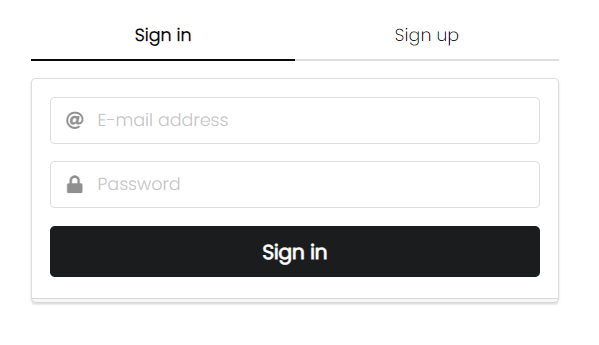 Sign in
Sign up
@ E-mail address
Password
Sign in